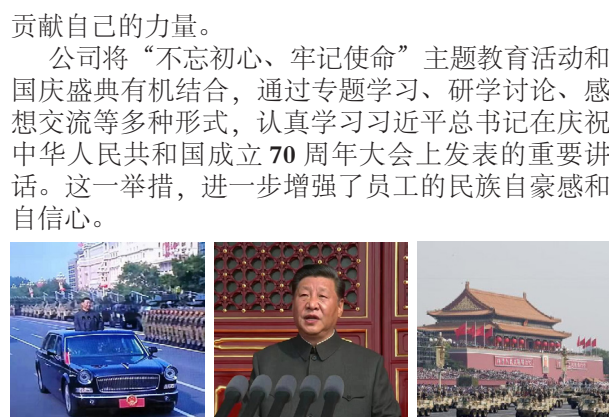 贡献自己的力量。
公司将“不忘初心、牢记使命”主题教育活动和
国庆盛典有机结合，通过专题学习、研学讨论、感
想交流等多种形式，认真学习习近平总书记在庆祝
中华人民共和国成立 70 周年大会上发表的重要讲
话。这一举措，进一步增强了员工的民族自豪感和
自信心。